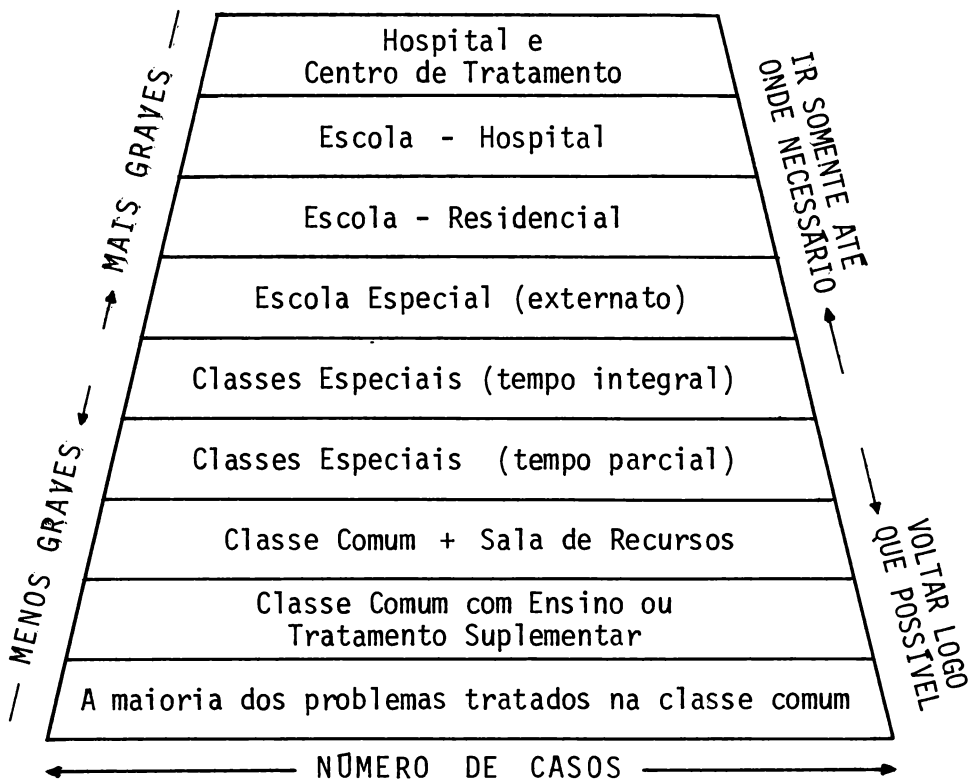 Hospital e
Centro de Tratamento
Escola - Hospital
Escola - Residencial
Escola Especial (externato)
Classes Especiais (tempo integral)
Classes Especiais (tempo parcial)
Classe Comum + Sala de Recursos
Classe Comum com Ensino ou
Tratamento Suplementar
A maioria dos problemas tratados na classe comum
MAIS GRAVES
MENOS GRAVES
IR SOMENTE ATÉ
ONDE NECESSÁRIO
VOLTAR LOGO
QUE POSSÍVEL
NÚMERO DE CASOS